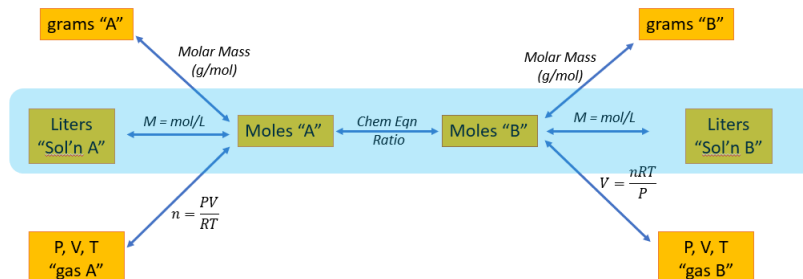 grams “A”
grams “B”
Molar Mass
(g/mol)
Molar Mass
(g/mol)
Liters
“Sol’n A”
M = mol/L
Moles “A”
Chem Eqn
Ratio
Moles “B”
M = mol/L
Liters
“Sol’n B”
n = PV/RT
V = nRT/P
P, V, T
“gas A”
P, V, T
“gas B”